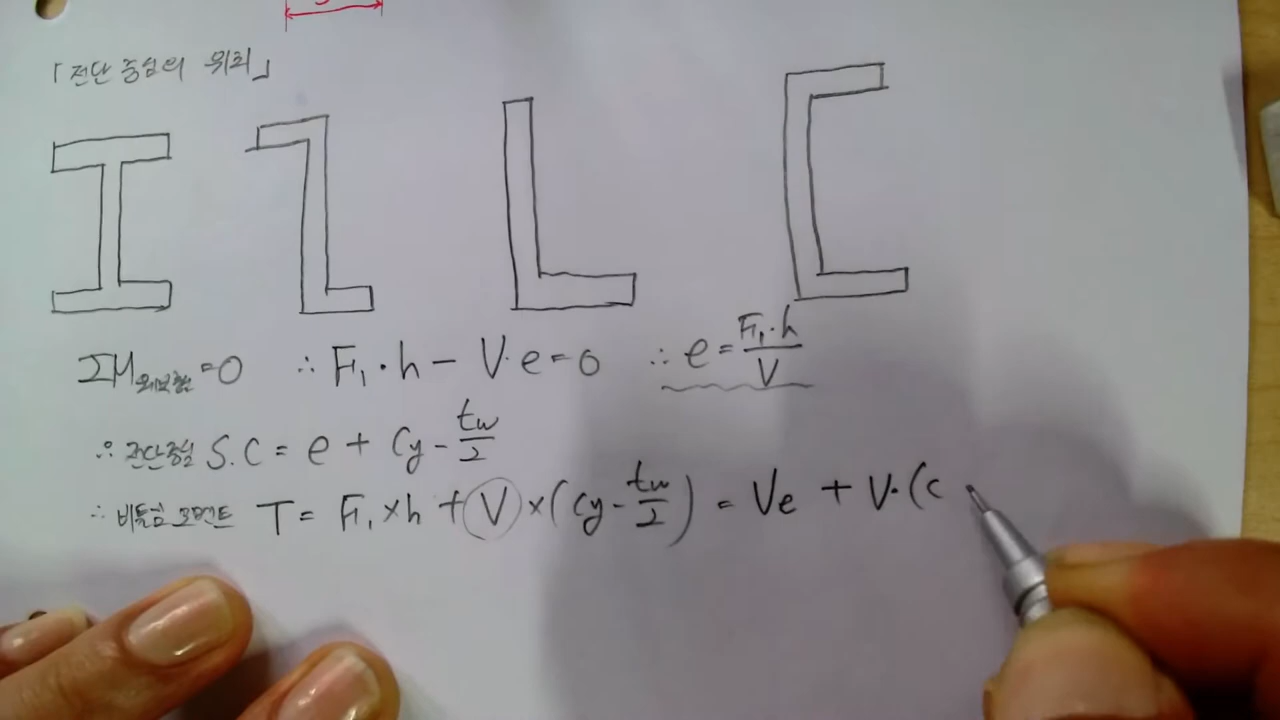 「전단 중심의 위치」
ΣM=0 ∴ F₁·h - V·e=0 ∴ e=F₁·h/V
∴ 전단중심 S.C = e + Cy - tw/2
∴ 비틀림 모멘트 T = F₁×h + V×(Cy - tw/2) = Ve + V·(c